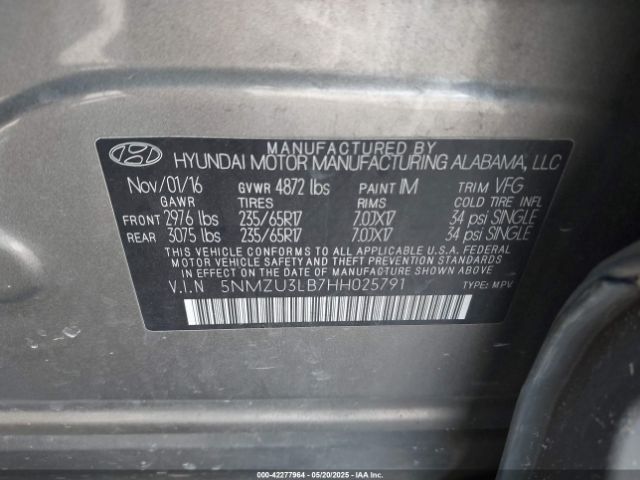 MANUFACTURED BY
HYUNDAI MOTOR MANUFACTURING ALABAMA, LLC
Nov/01/16 GVWR 4872 lbs PAINT IM TRIM VFG
GAWR TIRES RIMS COLD TIRE INFL
FRONT 2976 lbs 235/65R17 7.0JX17 34 psi SINGLE
REAR 3075 lbs 235/65R17 7.0JX17 34 psi SINGLE
THIS VEHICLE CONFORMS TO ALL APPLICABLE U.S.A. FEDERAL
MOTOR VEHICLE SAFETY AND THEFT PREVENTION STANDARDS
IN EFFECT ON THE DATE OF MANUFACTURE SHOWN ABOVE.
V.I.N 5NMZU3LB7HH025791 TYPE: MPV
000-42277964 - 05/20/2025 - © IAA, LLC